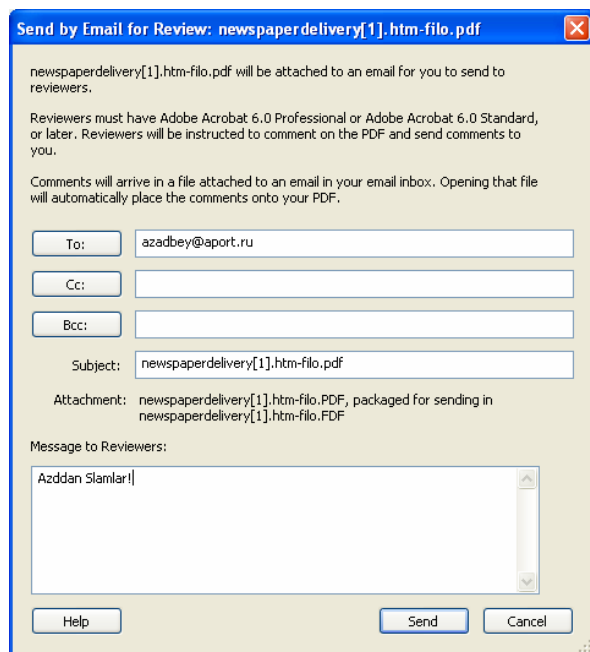 Send by Email for Review: newspaperdelivery[1].htm-filo.pdf
newspaperdelivery[1].htm-filo.pdf will be attached to an email for you to send to
reviewers.
Reviewers must have Adobe Acrobat 6.0 Professional or Adobe Acrobat 6.0 Standard,
or later. Reviewers will be instructed to comment on the PDF and send comments to
you.
Comments will arrive in a file attached to an email in your email inbox. Opening that file
will automatically place the comments onto your PDF.
To: azadbey@aport.ru
Cc:
Bcc:
Subject: newspaperdelivery[1].htm-filo.pdf
Attachment: newspaperdelivery[1].htm-filo.PDF, packaged for sending in
newspaperdelivery[1].htm-filo.FDF
Message to Reviewers:
Azddan Slamlar!
Help Send Cancel